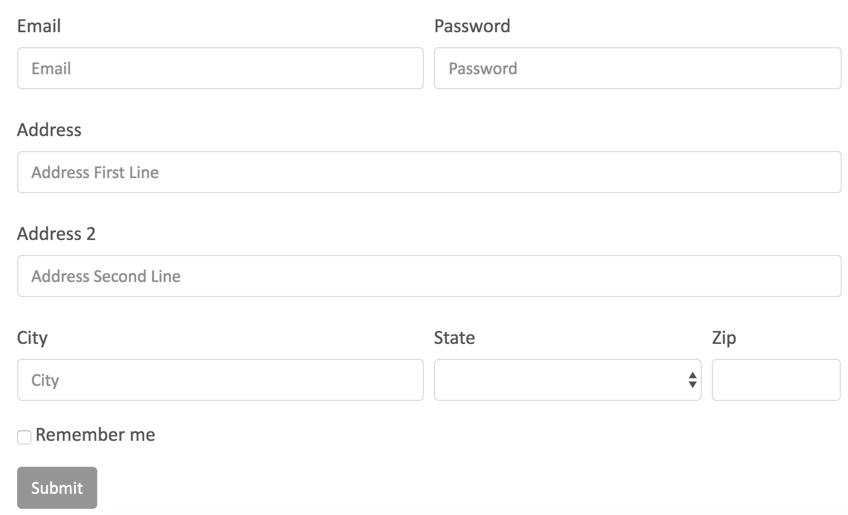 Email Password
Email Password
Address
Address First Line
Address 2
Address Second Line
City State Zip
City
Remember me
Submit